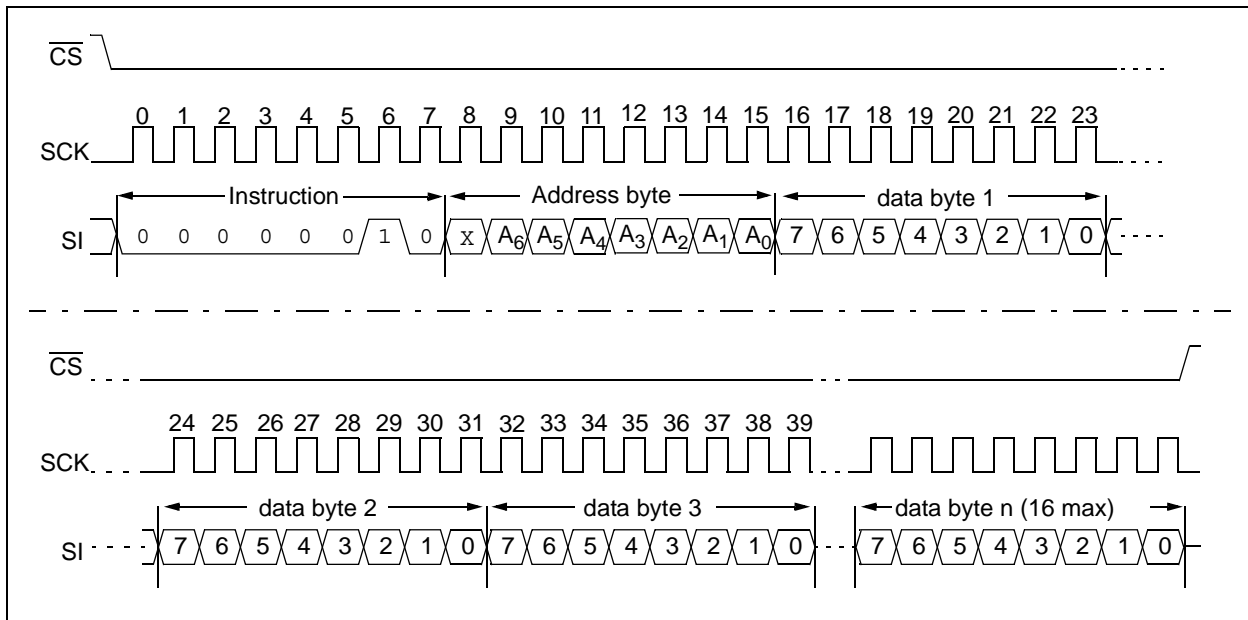 CS
0 1 2 3 4 5 6 7 8 9 10 11 12 13 14 15 16 17 18 19 20 21 22 23
SCK
Instruction Address byte data byte 1
SI 0 0 0 0 0 0 1 0 X A6 A5 A4 A3 A2 A1 A0 7 6 5 4 3 2 1 0
CS
24 25 26 27 28 29 30 31 32 33 34 35 36 37 38 39
SCK
data byte 2 data byte 3 data byte n (16 max)
SI 7 6 5 4 3 2 1 0 7 6 5 4 3 2 1 0 7 6 5 4 3 2 1 0